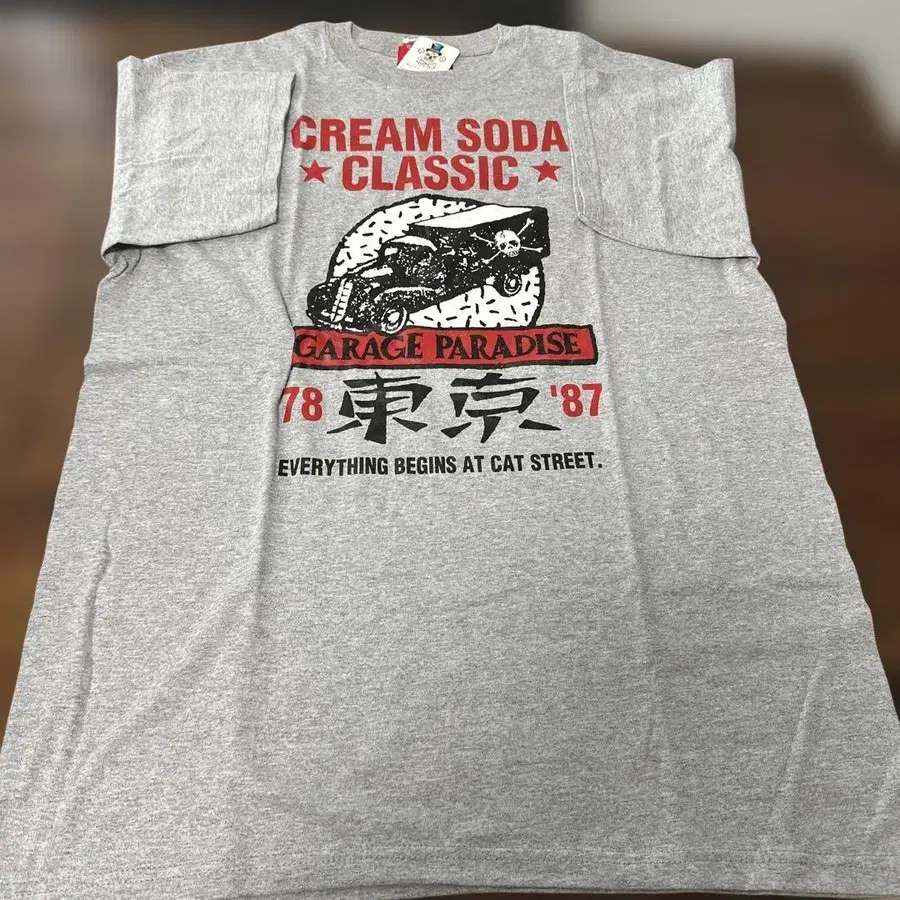 CREAM SODA
★ CLASSIC ★
GARAGE PARADISE
78 東京 '87
EVERYTHING BEGINS AT CAT STREET.